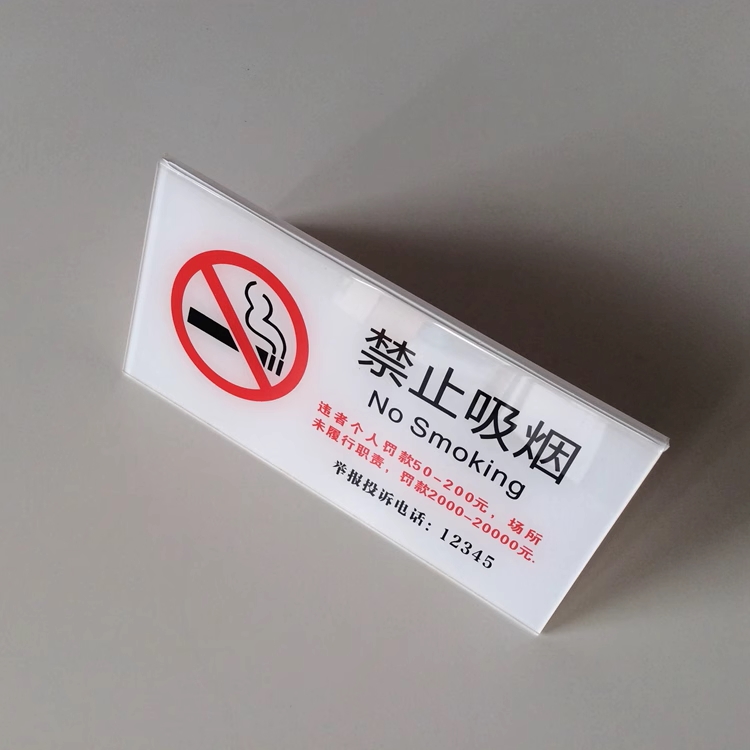 禁止吸烟
No Smoking
违者个人罚款50-200元，场所
未履行职责，罚款2000-20000元.
举报投诉电话：12345